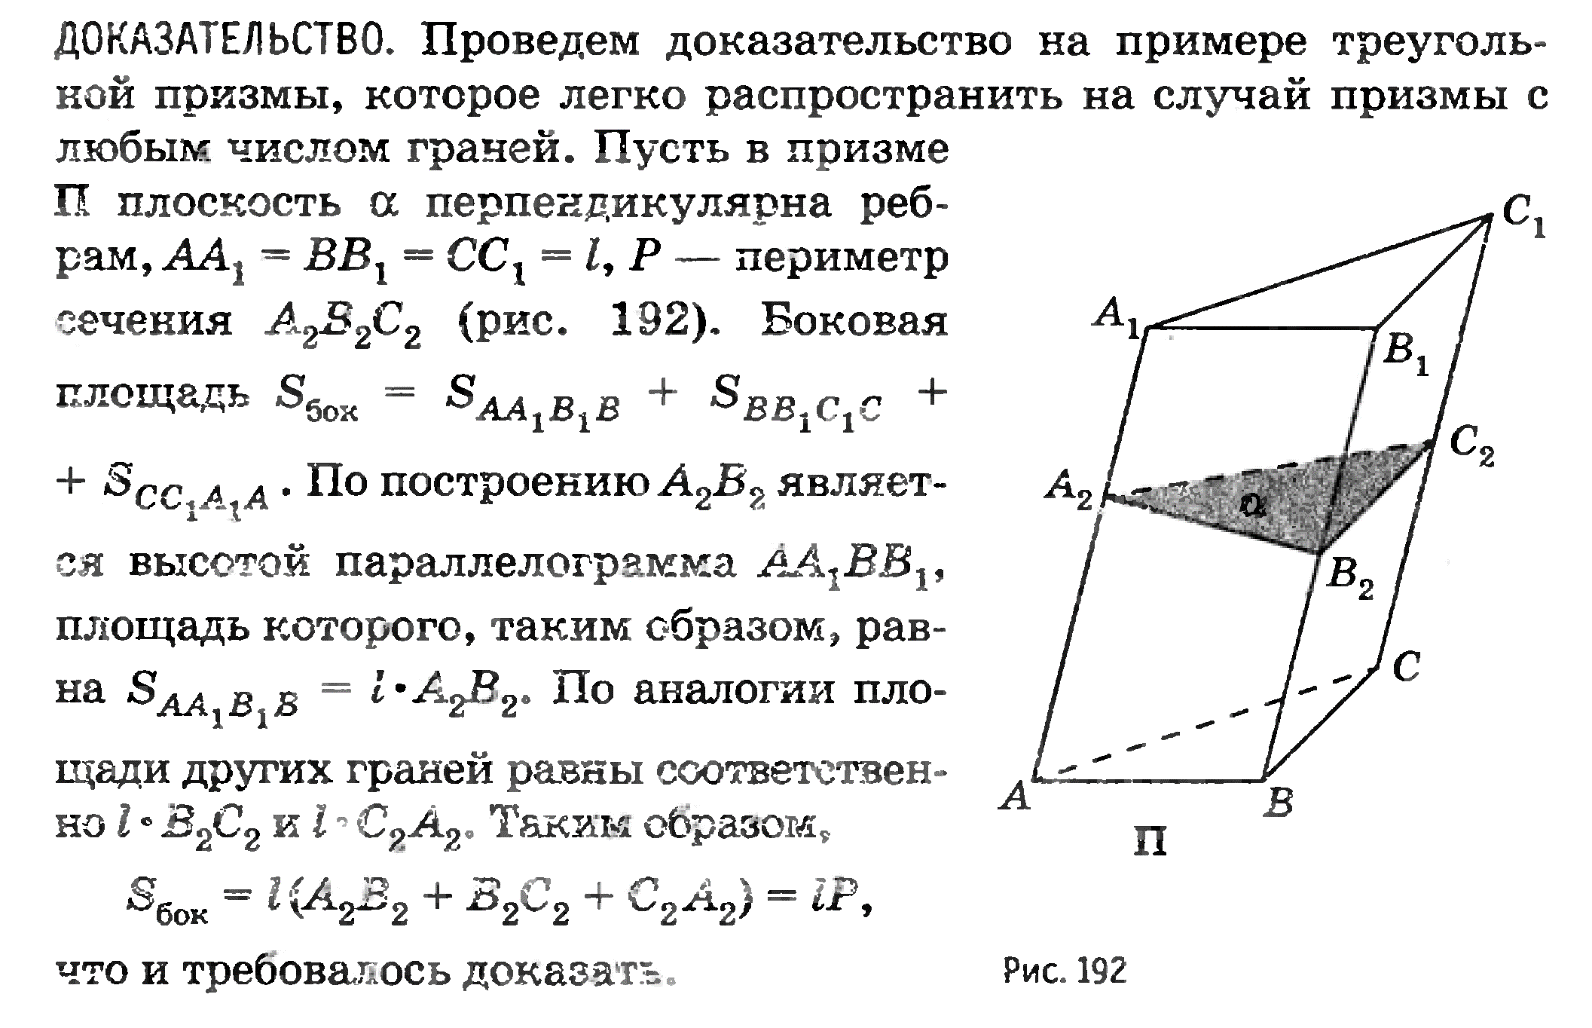 ДОКАЗАТЕЛЬСТВО. Проведем доказательство на примере треуголь-
ной призмы, которое легко распространить на случай призмы с
любым числом граней. Пусть в призме
П плоскость α перпендикулярна реб-
рам, AA₁ = BB₁ = CC₁ = l, P — периметр
сечения A₂B₂C₂ (рис. 192). Боковая
площадь Sбок = S_AA₁B₁B + S_BB₁C₁C +
+ S_CC₁A₁A. По построению A₂B₂ являет-
ся высотой параллелограмма AA₁BB₁,
площадь которого, таким образом, рав-
на S_AA₁B₁B = l·A₂B₂. По аналогии пло-
щади других граней равны соответствен-
но l·B₂C₂ и l·C₂A₂. Таким образом,
Sбок = l(A₂B₂ + B₂C₂ + C₂A₂) = lP,
что и требовалось доказать.
C₁
A₁
B₁
C₂
A₂
α
B₂
C
A
B
П
Рис. 192